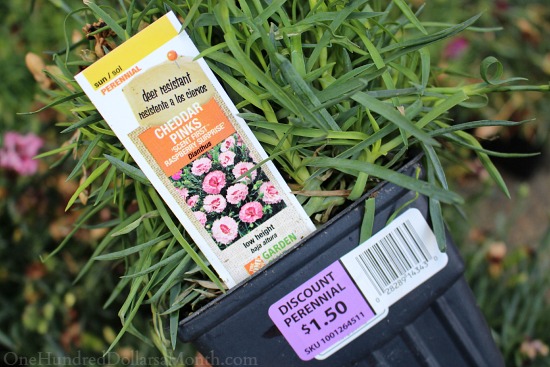 sun / sol
PERENNIAL
deer resistant
resistente a los ciervos
CHEDDAR
PINKS
'SCENT FIRST
RASPBERRY SURPRISE'
Dianthus
low height
baja altura
GARDEN
DISCOUNT
PERENNIAL
$1.50
SKU 1001264511
OneHundredDollarsaMonth.com